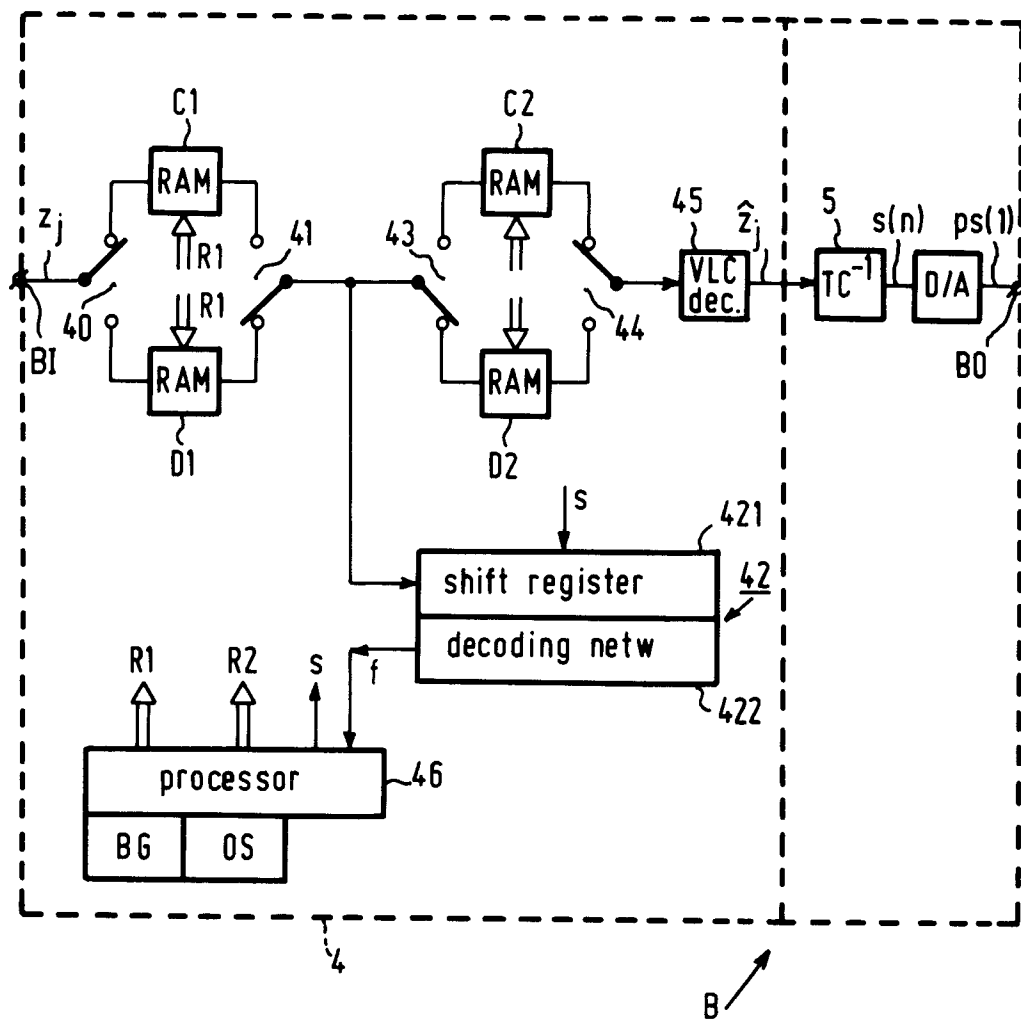 C1
C2
RAM
RAM
z_j
R1
41
43
45
ẑ_j
5
s(n)
ps(1)
VLC
dec.
TC⁻¹
D/A
R1
40
44
BI
BO
RAM
RAM
D1
D2
s
421
shift register
42
decoding netw
R1
R2
s
f
422
processor
46
BG
OS
4
B